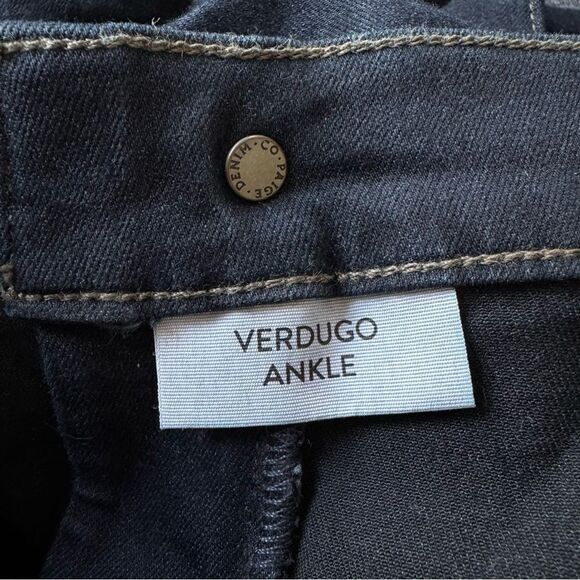 DENIM · CO · PAIGE ·
VERDUGO
ANKLE